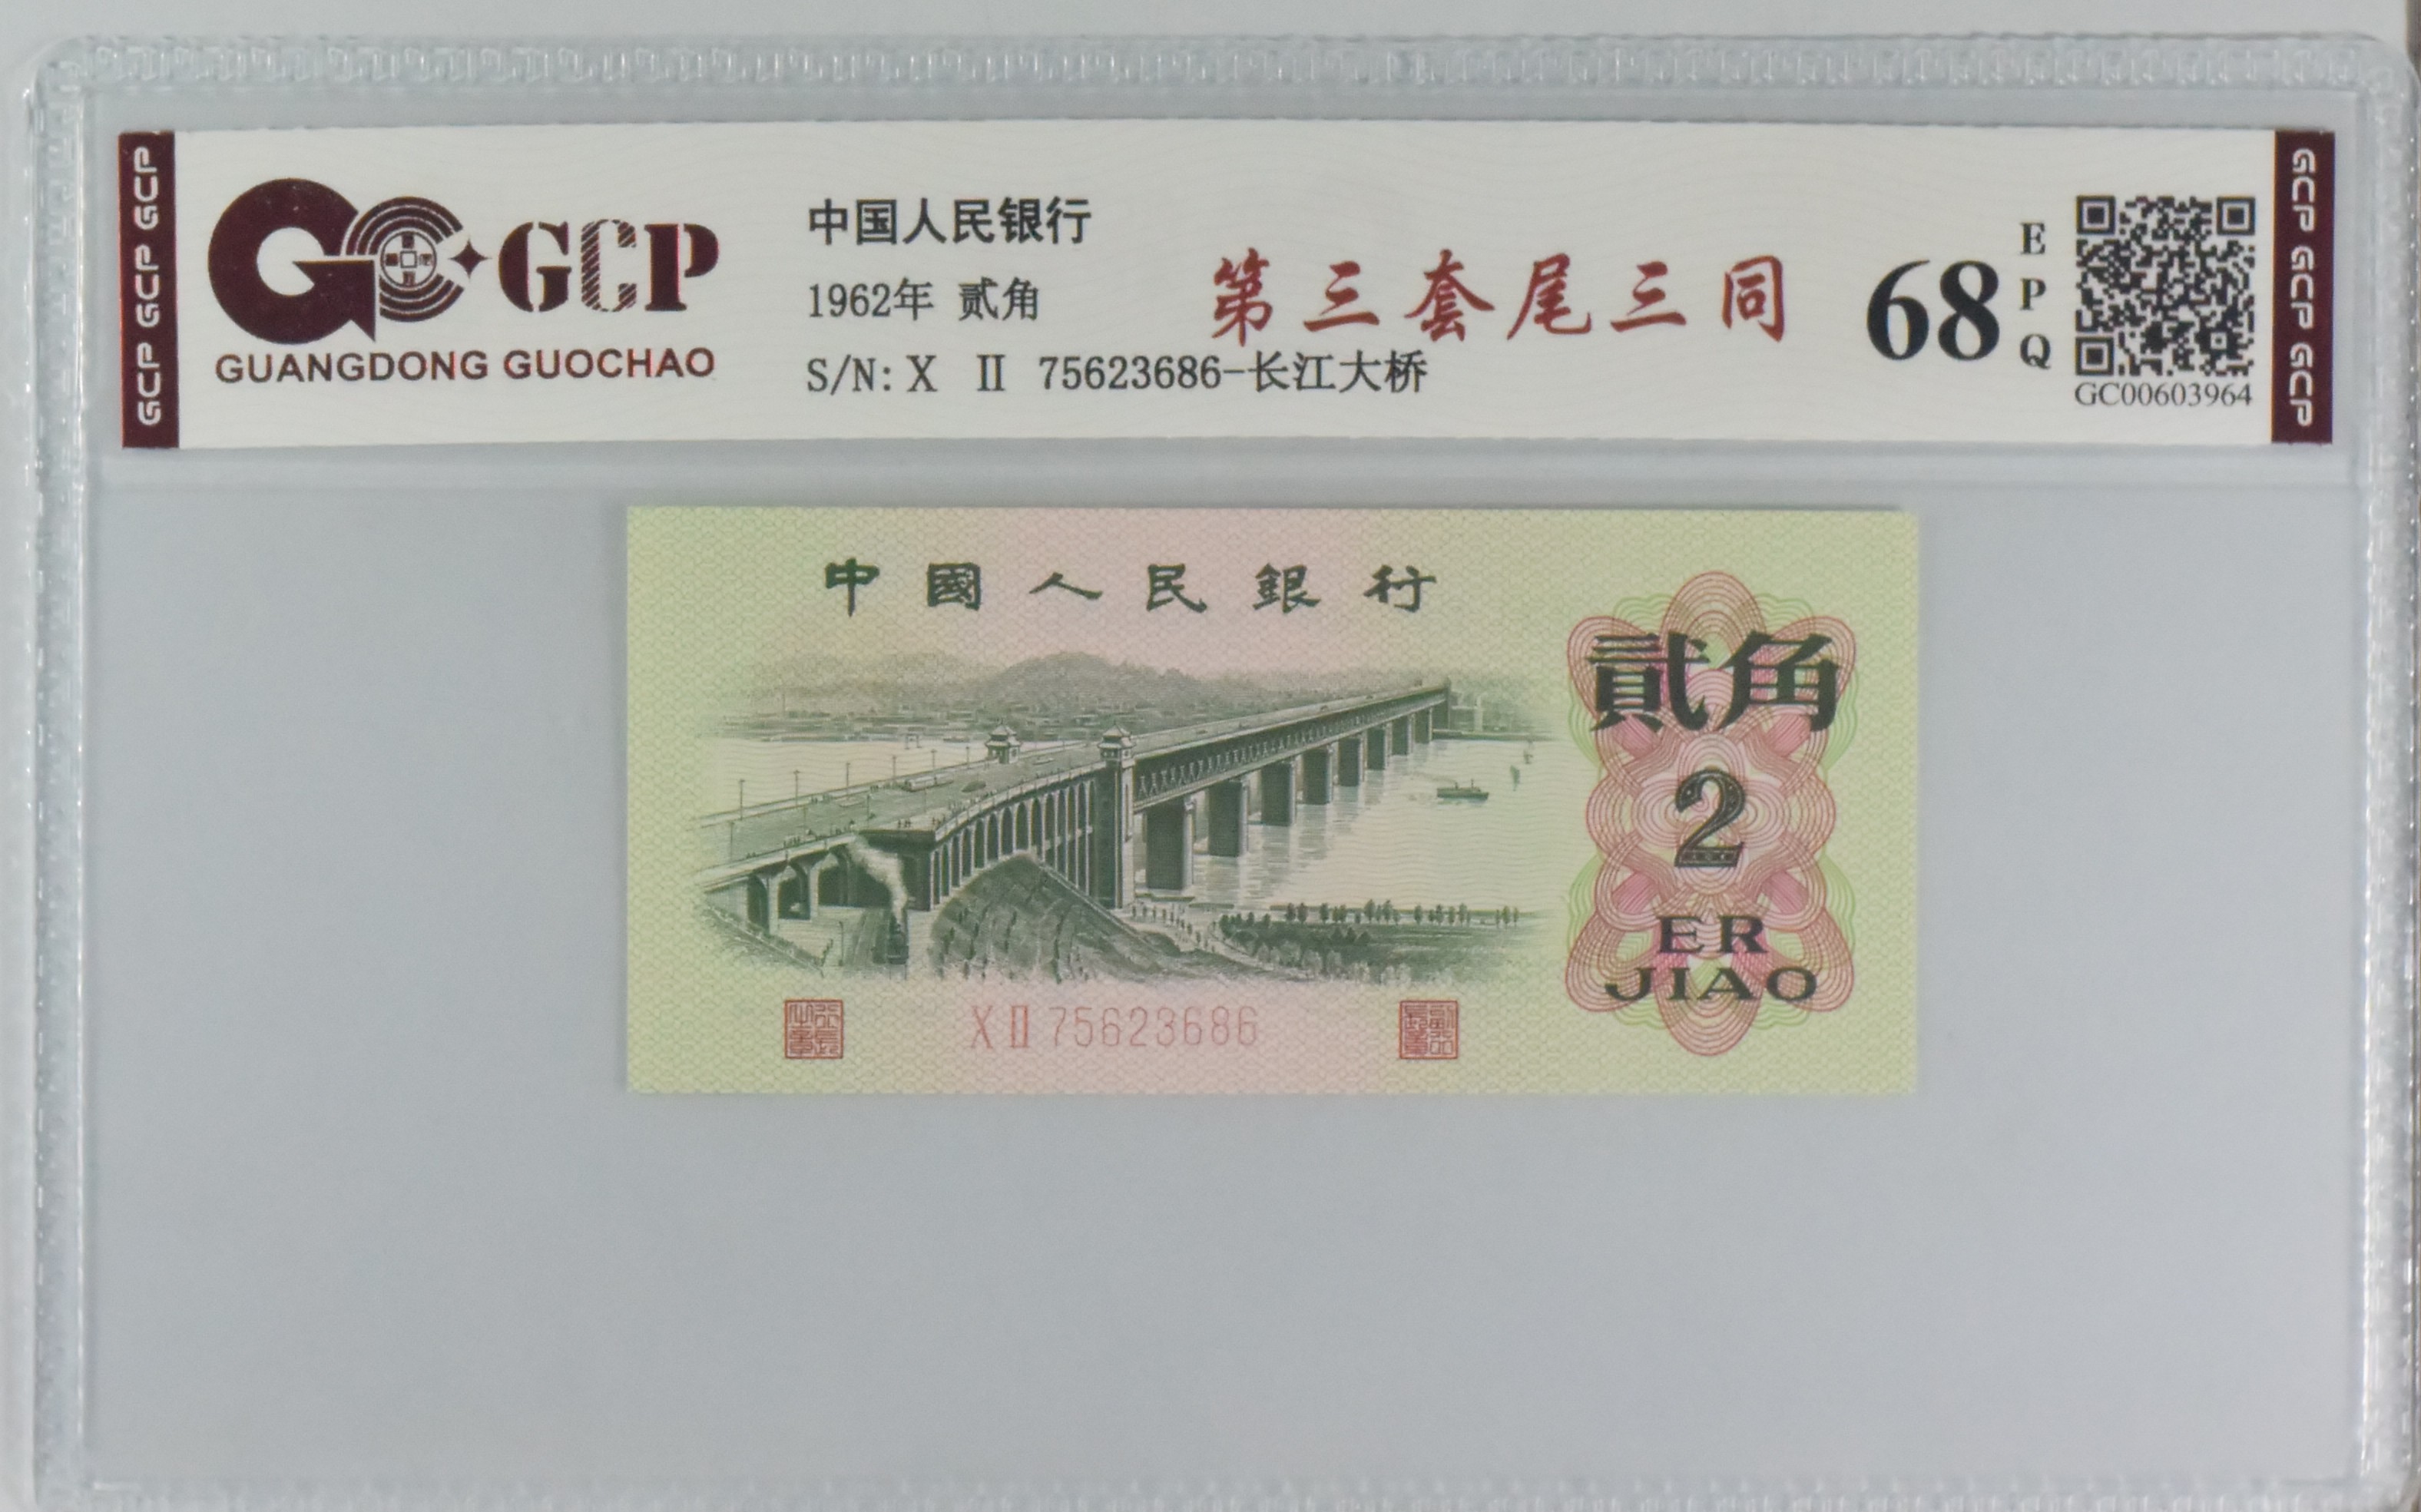 GCP GCP GCP
GCP
GUANGDONG GUOCHAO
中国人民银行
1962年 贰角
S/N: X Ⅱ 75623686-长江大桥
第三套尾三同
68
E
P
Q
GC00603964
GCP GCP GCP
中國人民銀行
貳角
2
ER
JIAO
X Ⅱ 75623686